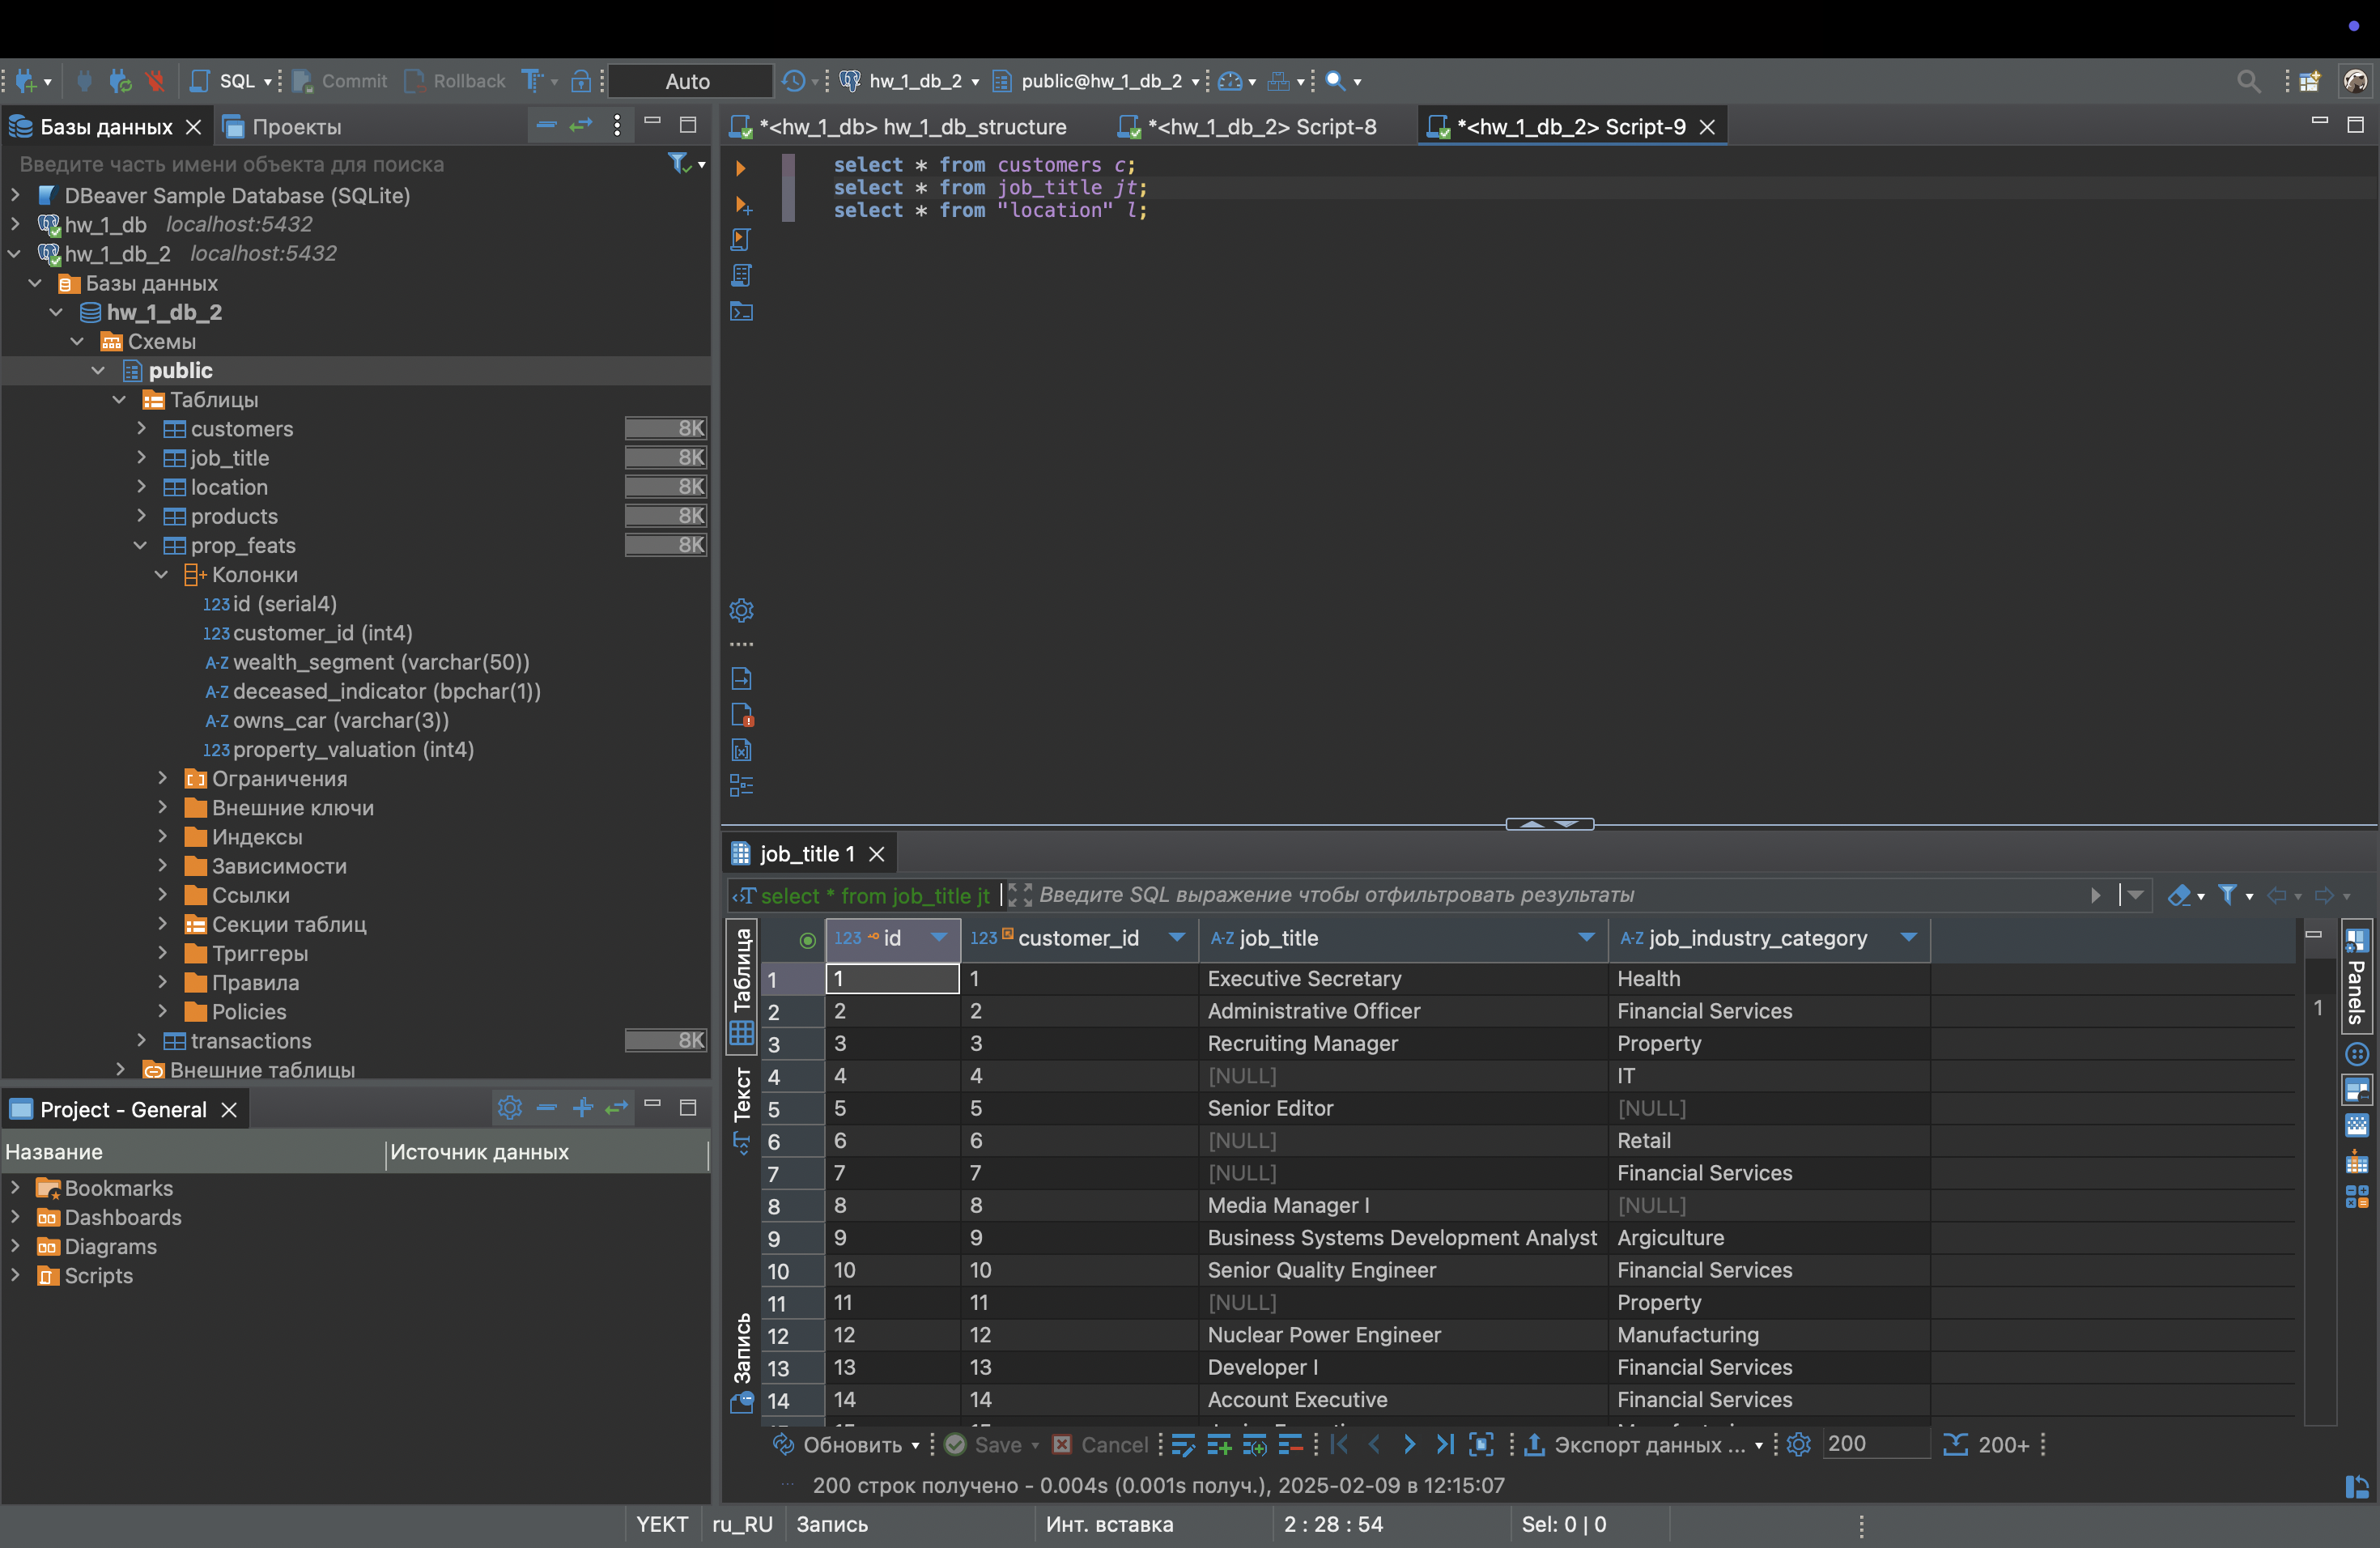 SQL Commit Rollback Auto hw_1_db_2 public@hw_1_db_2
Базы данных Проекты
Введите часть имени объекта для поиска
DBeaver Sample Database (SQLite)
hw_1_db localhost:5432
hw_1_db_2 localhost:5432
Базы данных
hw_1_db_2
Схемы
public
Таблицы
customers 8K
job_title 8K
location 8K
products 8K
prop_feats 8K
Колонки
123 id (serial4)
123 customer_id (int4)
A-Z wealth_segment (varchar(50))
A-Z deceased_indicator (bpchar(1))
A-Z owns_car (varchar(3))
123 property_valuation (int4)
Ограничения
Внешние ключи
Индексы
Зависимости
Ссылки
Секции таблиц
Триггеры
Правила
Policies
transactions 8K
Внешние таблицы
Project - General
Название Источник данных
Bookmarks
Dashboards
Diagrams
Scripts
*<hw_1_db> hw_1_db_structure *<hw_1_db_2> Script-8 *<hw_1_db_2> Script-9
select * from customers c;
select * from job_title jt;
select * from "location" l;
job_title 1
select * from job_title jt Введите SQL выражение чтобы отфильтровать результаты
Таблица
Текст
Запись
123 id 123 customer_id A-Z job_title A-Z job_industry_category
1 1 1 Executive Secretary Health
2 2 2 Administrative Officer Financial Services
3 3 3 Recruiting Manager Property
4 4 4 [NULL] IT
5 5 5 Senior Editor [NULL]
6 6 6 [NULL] Retail
7 7 7 [NULL] Financial Services
8 8 8 Media Manager I [NULL]
9 9 9 Business Systems Development Analyst Argiculture
10 10 10 Senior Quality Engineer Financial Services
11 11 11 [NULL] Property
12 12 12 Nuclear Power Engineer Manufacturing
13 13 13 Developer I Financial Services
14 14 14 Account Executive Financial Services
Panels
1
Обновить Save Cancel Экспорт данных ... 200 200+
200 строк получено - 0.004s (0.001s получ.), 2025-02-09 в 12:15:07
YEKT ru_RU Запись Инт. вставка 2 : 28 : 54 Sel: 0 | 0